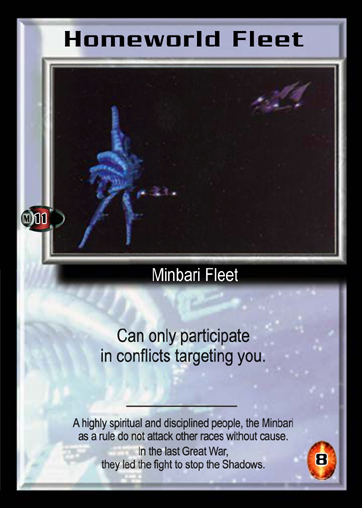 Homeworld Fleet
M 11
Minbari Fleet
Can only participate
in conflicts targeting you.
A highly spiritual and disciplined people, the Minbari
as a rule do not attack other races without cause.
In the last Great War,
they led the fight to stop the Shadows.
8